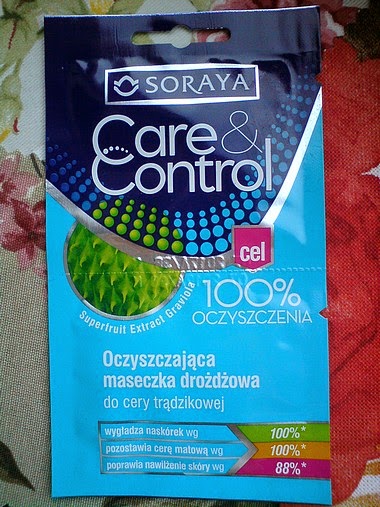 SORAYA
Care &
Control
cel
100%
OCZYSZCZENIA
Superfruit Extract Graviola
Oczyszczająca
maseczka drożdżowa
do cery trądzikowej
wygładza naskórek wg 100%*
pozostawia cerę matową wg 100%*
poprawia nawilżenie skóry wg 88%*